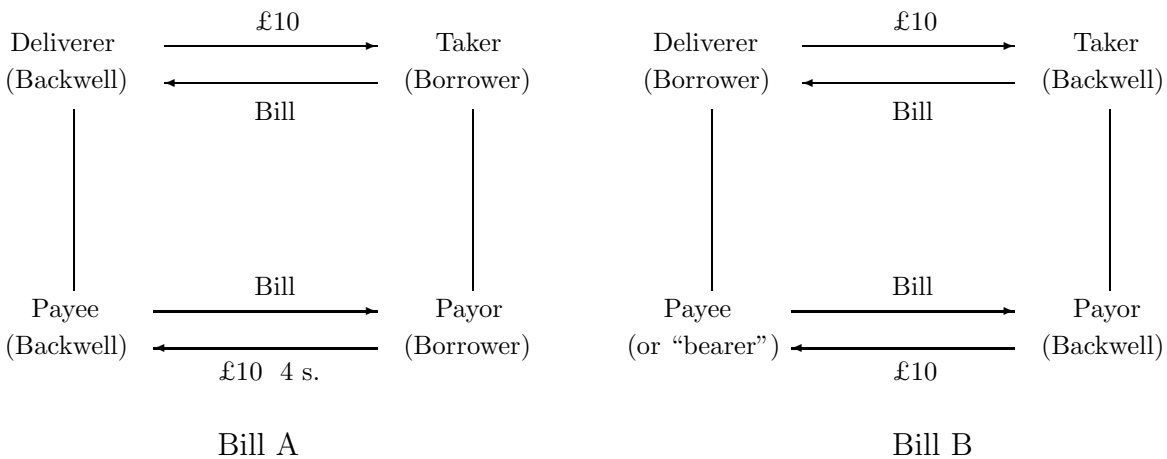 £10
Deliverer Taker
(Backwell) (Borrower)
Bill
Bill
Payee Payor
(Backwell) (Borrower)
£10 4 s.
Bill A
£10
Deliverer Taker
(Borrower) (Backwell)
Bill
Bill
Payee Payor
(or “bearer”) (Backwell)
£10
Bill B